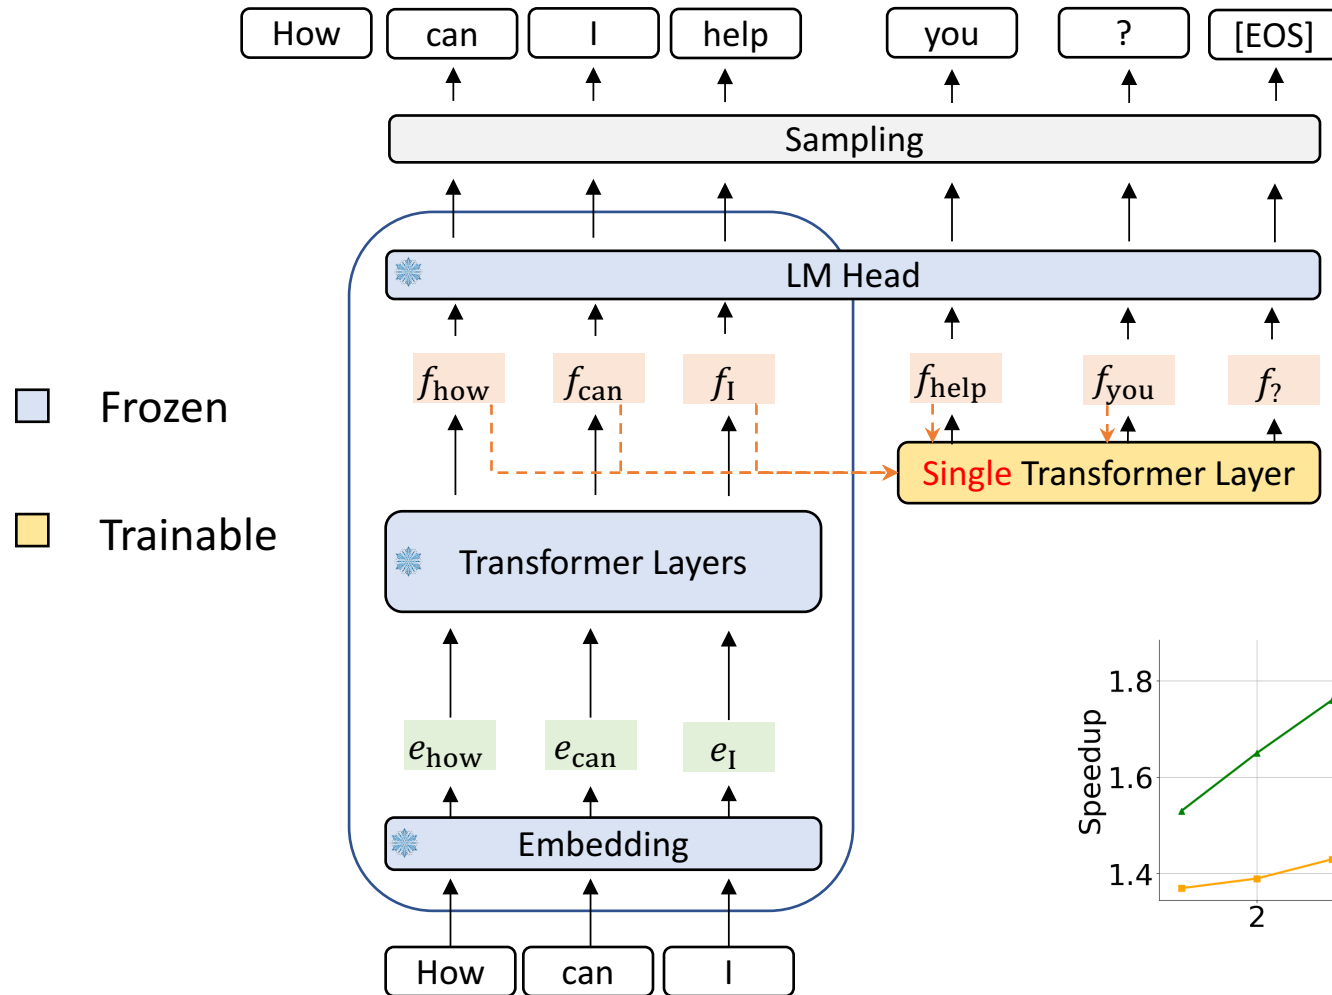 How can I help you ? [EOS]
Sampling
LM Head
f_how f_can f_I f_help f_you f_?
Frozen
Single Transformer Layer
Trainable
Transformer Layers
e_how e_can e_I
Embedding
How can I
Speedup
1.8
1.6
1.4
2